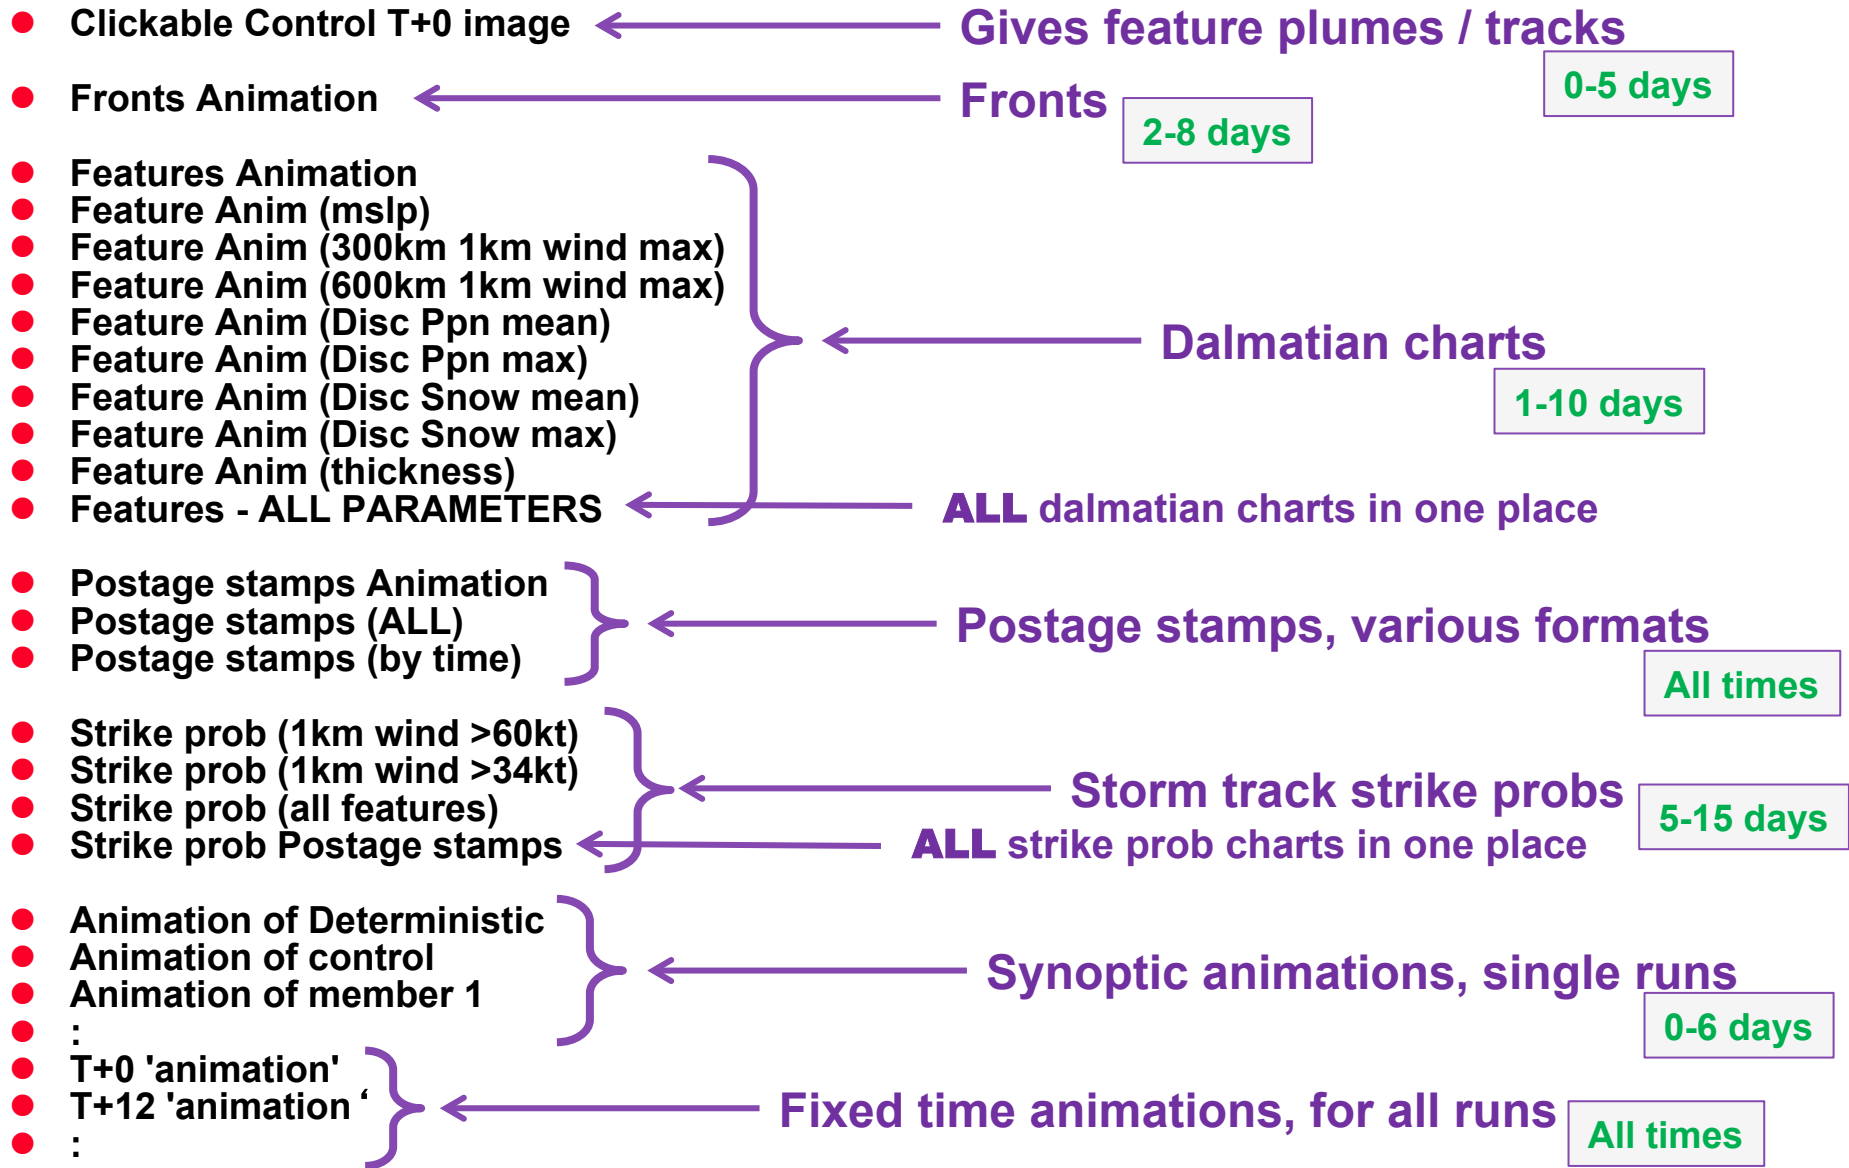 Clickable Control T+0 image
Gives feature plumes / tracks
0-5 days
Fronts Animation
Fronts
2-8 days
Features Animation
Feature Anim (mslp)
Feature Anim (300km 1km wind max)
Feature Anim (600km 1km wind max)
Feature Anim (Disc Ppn mean)
Feature Anim (Disc Ppn max)
Feature Anim (Disc Snow mean)
Feature Anim (Disc Snow max)
Feature Anim (thickness)
Features - ALL PARAMETERS
Dalmatian charts
1-10 days
ALL dalmatian charts in one place
Postage stamps Animation
Postage stamps (ALL)
Postage stamps (by time)
Postage stamps, various formats
All times
Strike prob (1km wind >60kt)
Strike prob (1km wind >34kt)
Strike prob (all features)
Strike prob Postage stamps
Storm track strike probs
5-15 days
ALL strike prob charts in one place
Animation of Deterministic
Animation of control
Animation of member 1
:
Synoptic animations, single runs
0-6 days
T+0 'animation'
T+12 'animation ‘
:
Fixed time animations, for all runs
All times